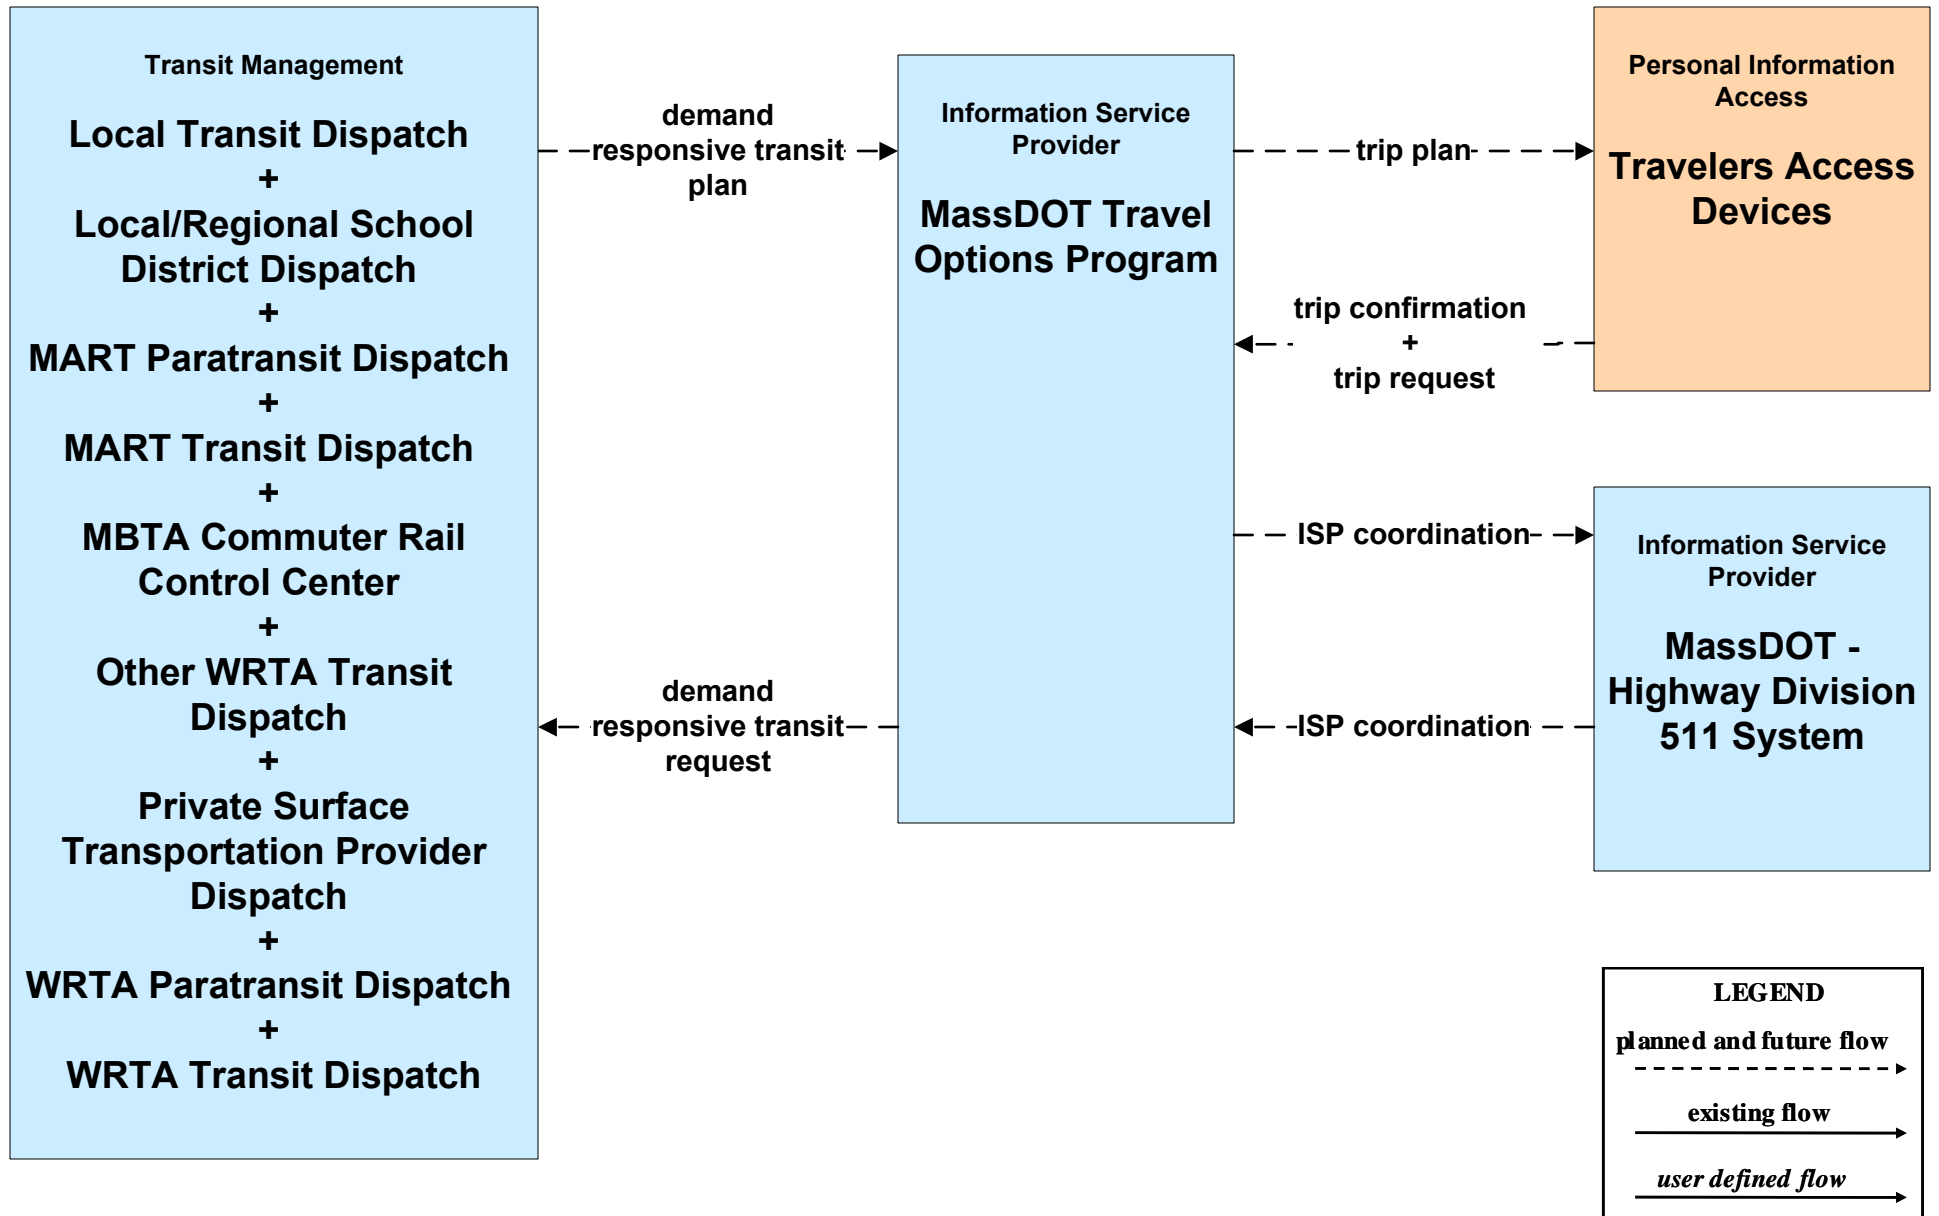 Transit Management
Local Transit Dispatch
+
Local/Regional School
District Dispatch
+
MART Paratransit Dispatch
+
MART Transit Dispatch
+
MBTA Commuter Rail
Control Center
+
Other WRTA Transit
Dispatch
+
Private Surface
Transportation Provider
Dispatch
+
WRTA Paratransit Dispatch
+
WRTA Transit Dispatch
demand
responsive transit
plan
demand
responsive transit
request
Information Service
Provider
MassDOT Travel
Options Program
trip plan
trip confirmation
+
trip request
ISP coordination
ISP coordination
Personal Information
Access
Travelers Access
Devices
Information Service
Provider
MassDOT -
Highway Division
511 System
LEGEND
planned and future flow
existing flow
user defined flow